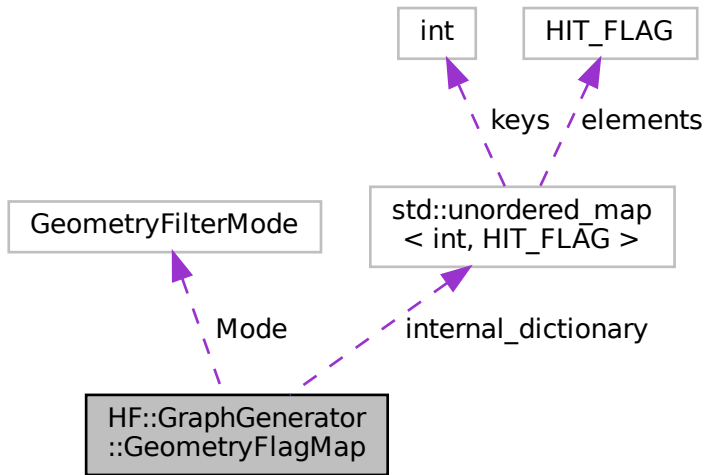 int
HIT_FLAG
keys
elements
GeometryFilterMode
std::unordered_map
< int, HIT_FLAG >
Mode
internal_dictionary
HF::GraphGenerator
::GeometryFlagMap